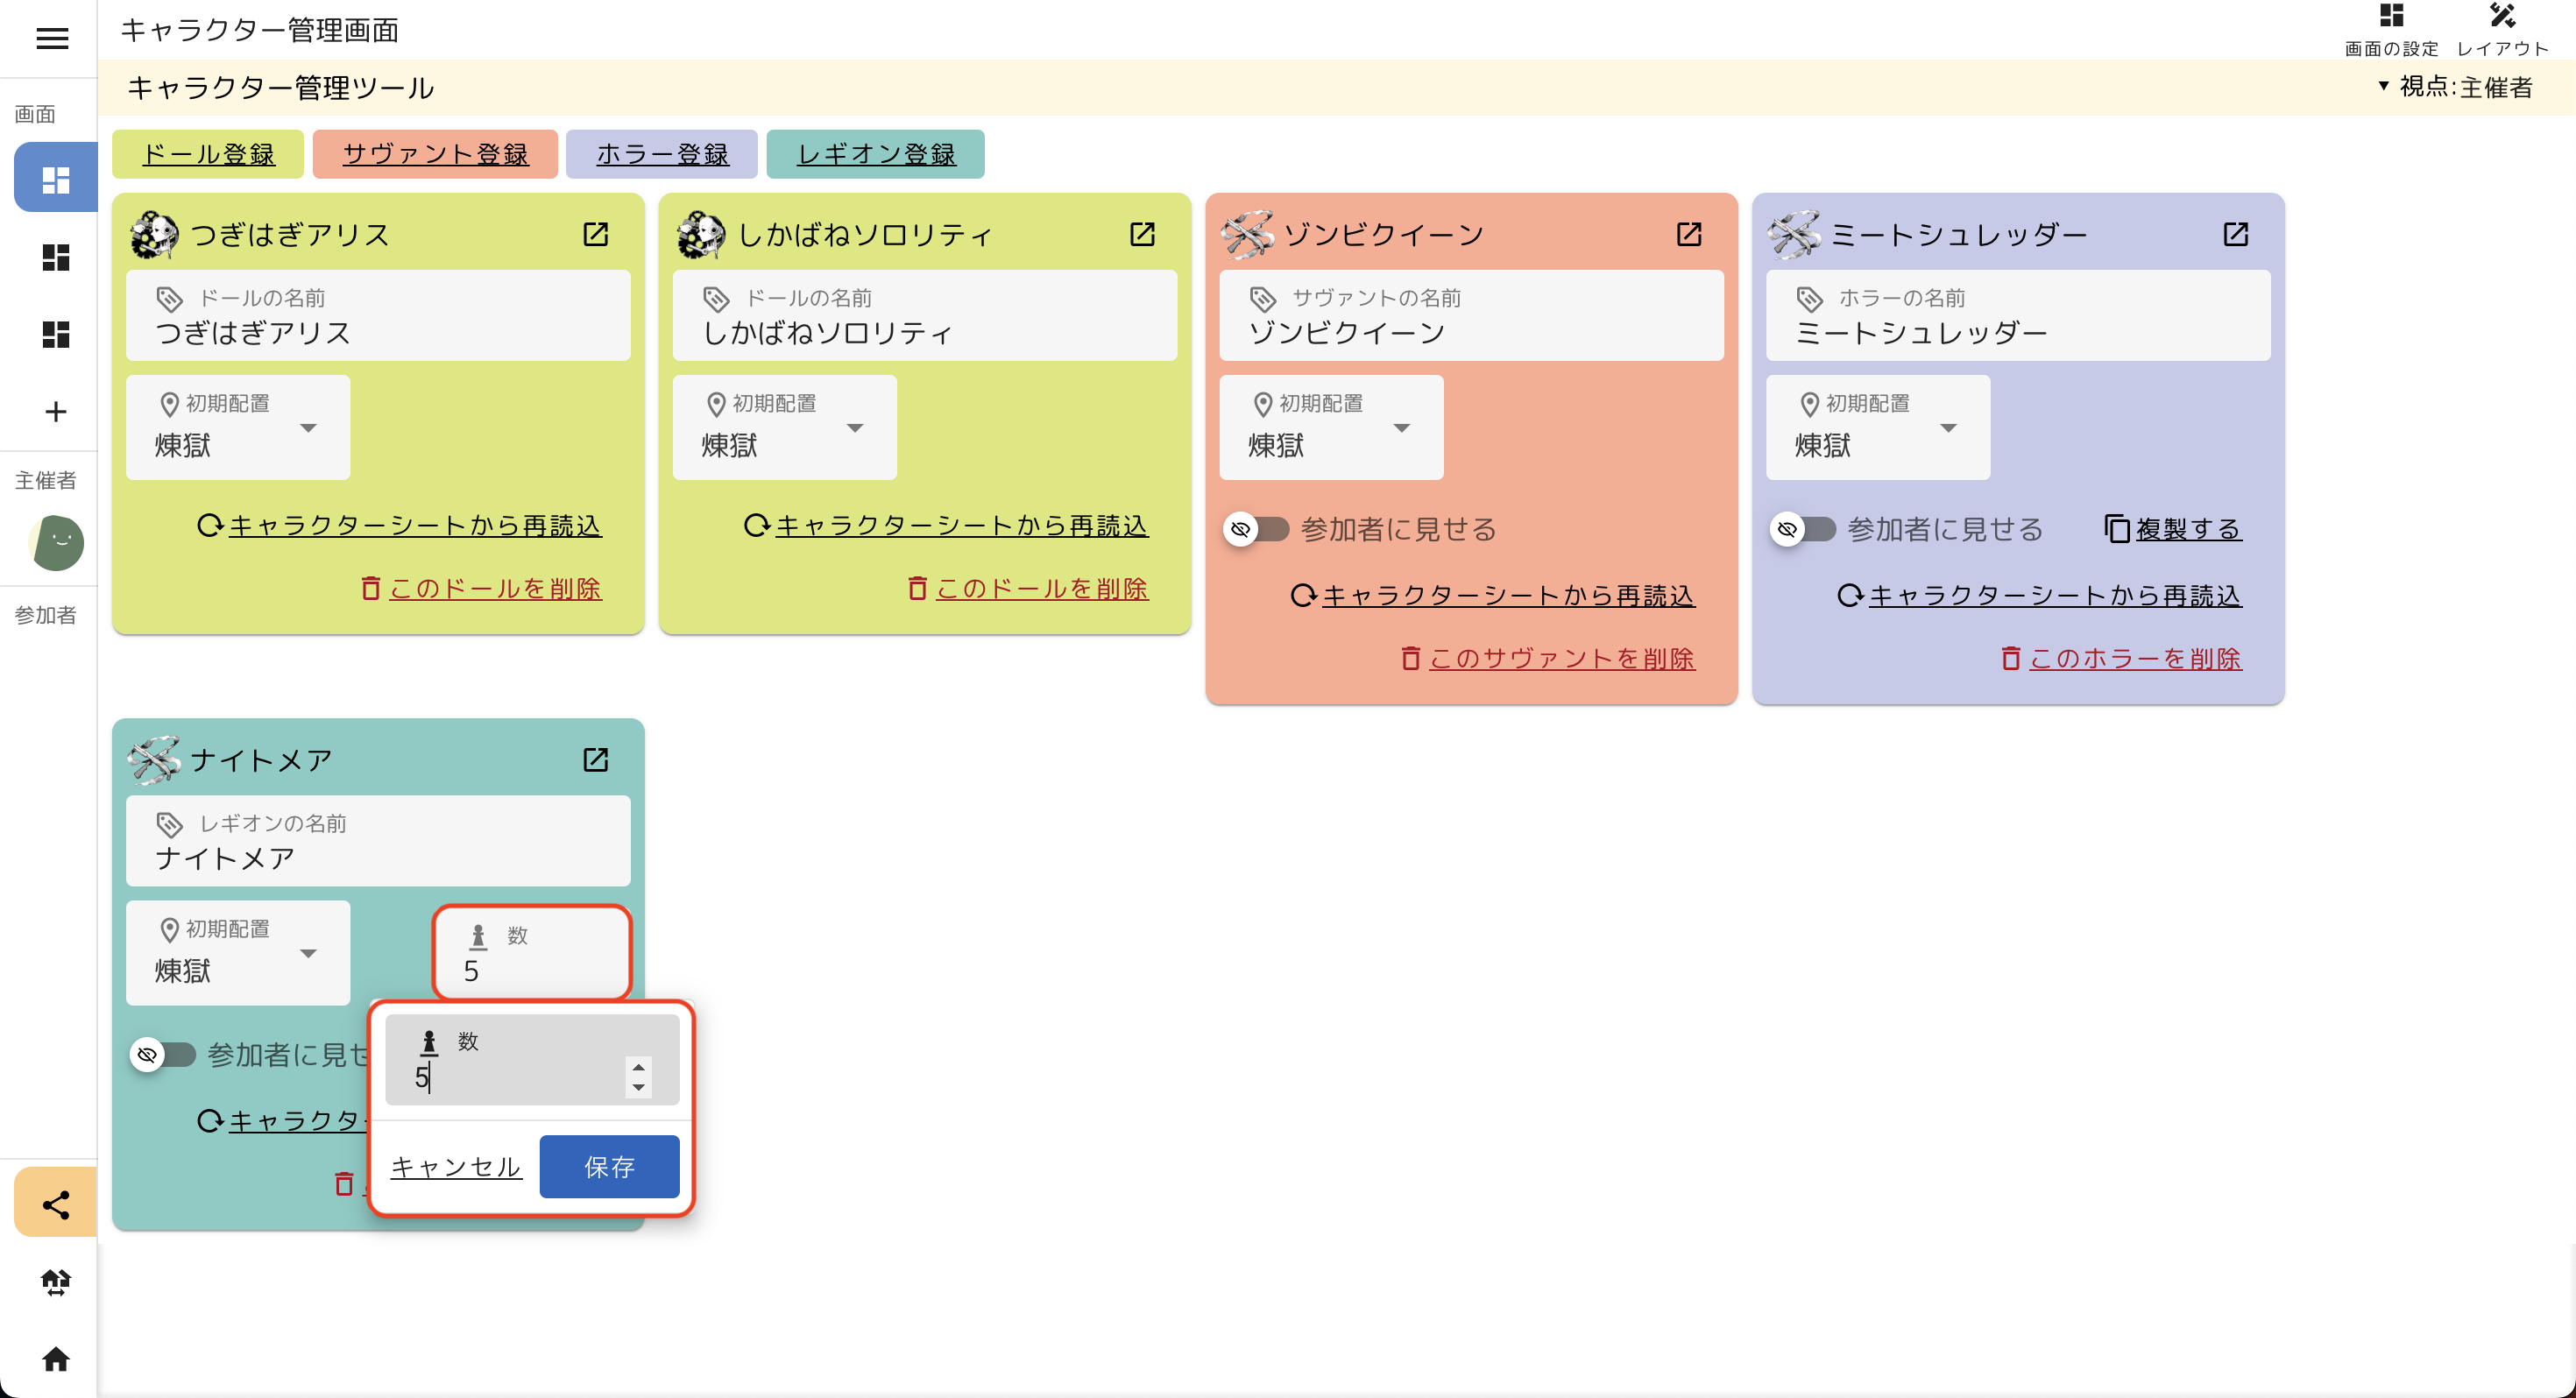 キャラクター管理画面
画面の設定 レイアウト
キャラクター管理ツール
▼ 視点:主催者
画面
主催者
参加者
ドール登録 サヴァント登録 ホラー登録 レギオン登録
つぎはぎアリス
ドールの名前
つぎはぎアリス
初期配置
煉獄
キャラクターシートから再読込
このドールを削除
しかばねソロリティ
ドールの名前
しかばねソロリティ
初期配置
煉獄
キャラクターシートから再読込
このドールを削除
ゾンビクイーン
サヴァントの名前
ゾンビクイーン
初期配置
煉獄
参加者に見せる
キャラクターシートから再読込
このサヴァントを削除
ミートシュレッダー
ホラーの名前
ミートシュレッダー
初期配置
煉獄
参加者に見せる 複製する
キャラクターシートから再読込
このホラーを削除
ナイトメア
レギオンの名前
ナイトメア
初期配置
煉獄
数
5
参加者に見せ
キャラクタ
数
5
キャンセル 保存